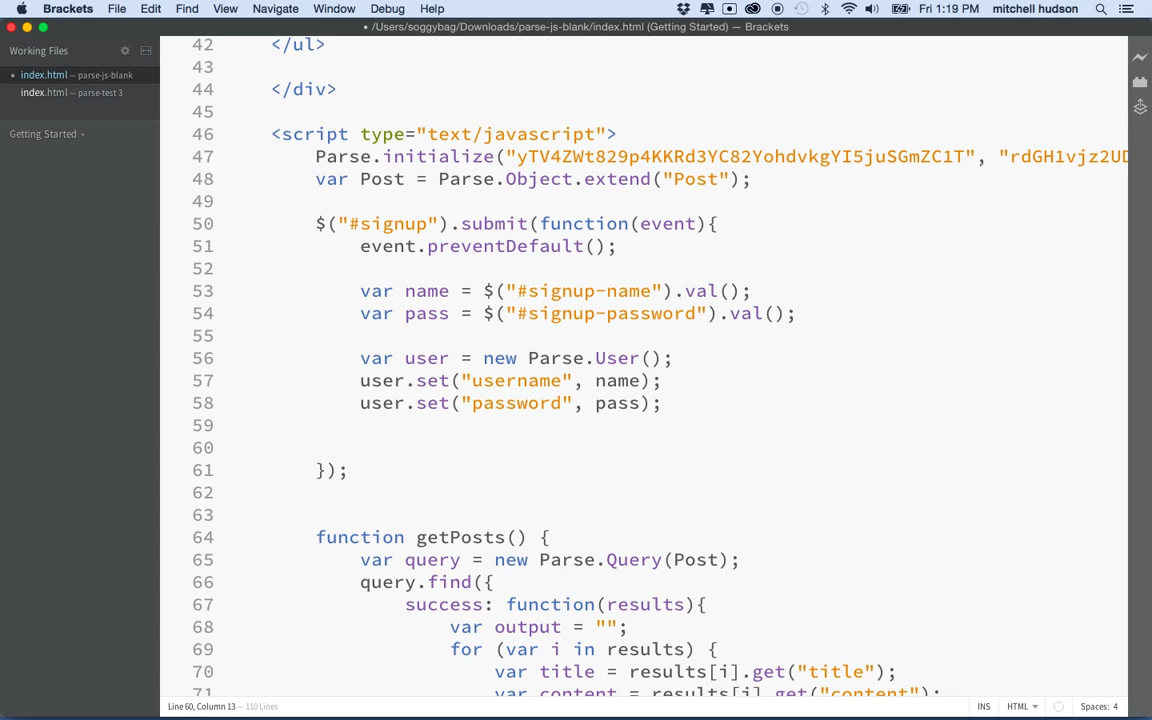 Brackets File Edit Find View Navigate Window Debug Help Fri 1:19 PM mitchell hudson
• /Users/soggybag/Downloads/parse-js-blank/index.html (Getting Started) — Brackets
Working Files
• index.html — parse-js-blank
index.html — parse-test 3
Getting Started
42 </ul>
43
44 </div>
45
46 <script type="text/javascript">
47 Parse.initialize("yTV4ZWt829p4KKRd3YC82YohdvkgYI5juSGmZC1T", "rdGH1vjz2UD
48 var Post = Parse.Object.extend("Post");
49
50 $("#signup").submit(function(event){
51 event.preventDefault();
52
53 var name = $("#signup-name").val();
54 var pass = $("#signup-password").val();
55
56 var user = new Parse.User();
57 user.set("username", name);
58 user.set("password", pass);
59
60
61 });
62
63
64 function getPosts() {
65 var query = new Parse.Query(Post);
66 query.find({
67 success: function(results){
68 var output = "";
69 for (var i in results) {
70 var title = results[i].get("title");
71 var content = results[i].get("content");
Line 60, Column 13 — 110 Lines INS HTML Spaces: 4